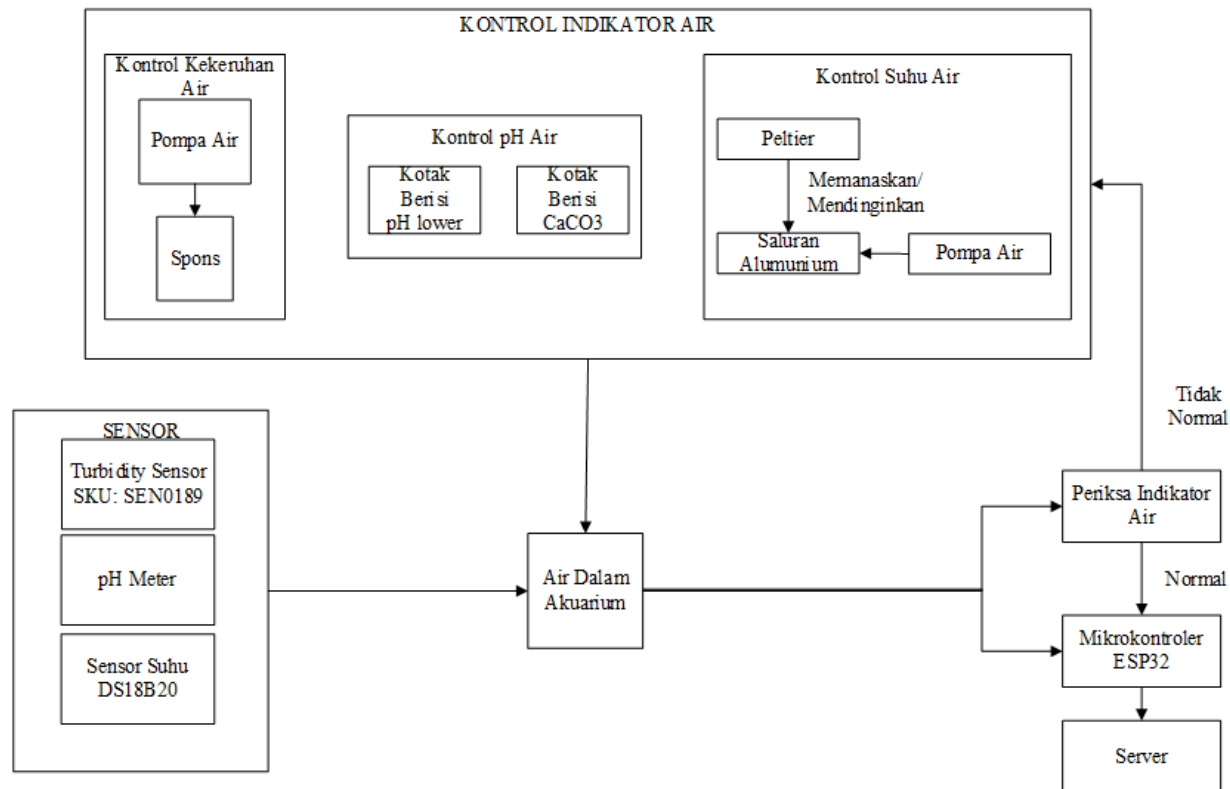 KONTROL INDIKATOR AIR
Kontrol Kekeruhan
Air
Pompa Air
Spons
Kontrol pH Air
Kotak
Berisi
pH lower
Kotak
Berisi
CaCO3
Kontrol Suhu Air
Peltier
Memanaskan/
Mendinginkan
Saluran
Alumunium
Pompa Air
Tidak
Normal
SENSOR
Turbidity Sensor
SKU: SEN0189
pH Meter
Sensor Suhu
DS18B20
Air Dalam
Akuarium
Periksa Indikator
Air
Normal
Mikrokontroler
ESP32
Server